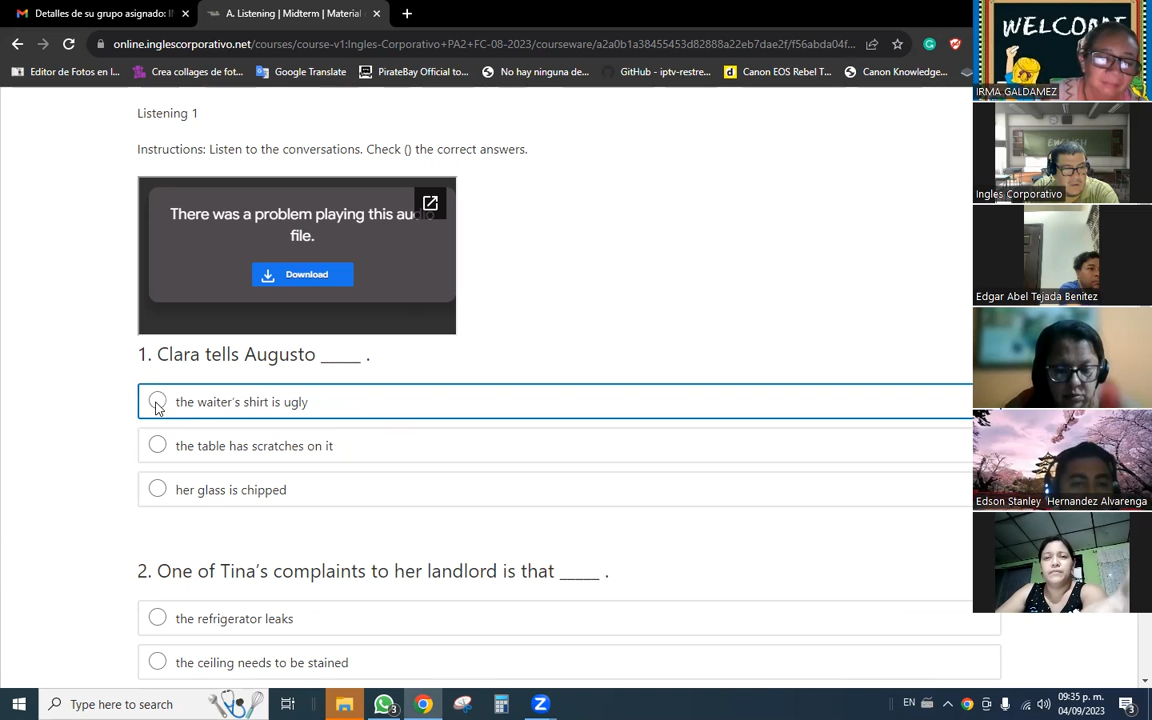 Detalles de su grupo asignado: I
A. Listening | Midterm | Material
online.inglescorporativo.net/courses/course-v1:Ingles-Corporativo+PA2+FC-08-2023/courseware/a2a0b1a38455453d82888a22eb7dae2f/f56abda04f...
Editor de Fotos en l...
Crea collages de fot...
Google Translate
PirateBay Official to...
No hay ninguna de...
GitHub - iptv-restre...
Canon EOS Rebel T...
Canon Knowledge...
WELCOME
IRMA GALDAMEZ
ENGLISH
Ingles Corporativo
Edgar Abel Tejada Benitez
Edson Stanley Hernandez Alvarenga
Listening 1
Instructions: Listen to the conversations. Check () the correct answers.
There was a problem playing this audio
file.
Download
1. Clara tells Augusto _____ .
the waiter's shirt is ugly
the table has scratches on it
her glass is chipped
2. One of Tina's complaints to her landlord is that _____ .
the refrigerator leaks
the ceiling needs to be stained
Type here to search
3
EN
09:35 p. m.
04/09/2023
3